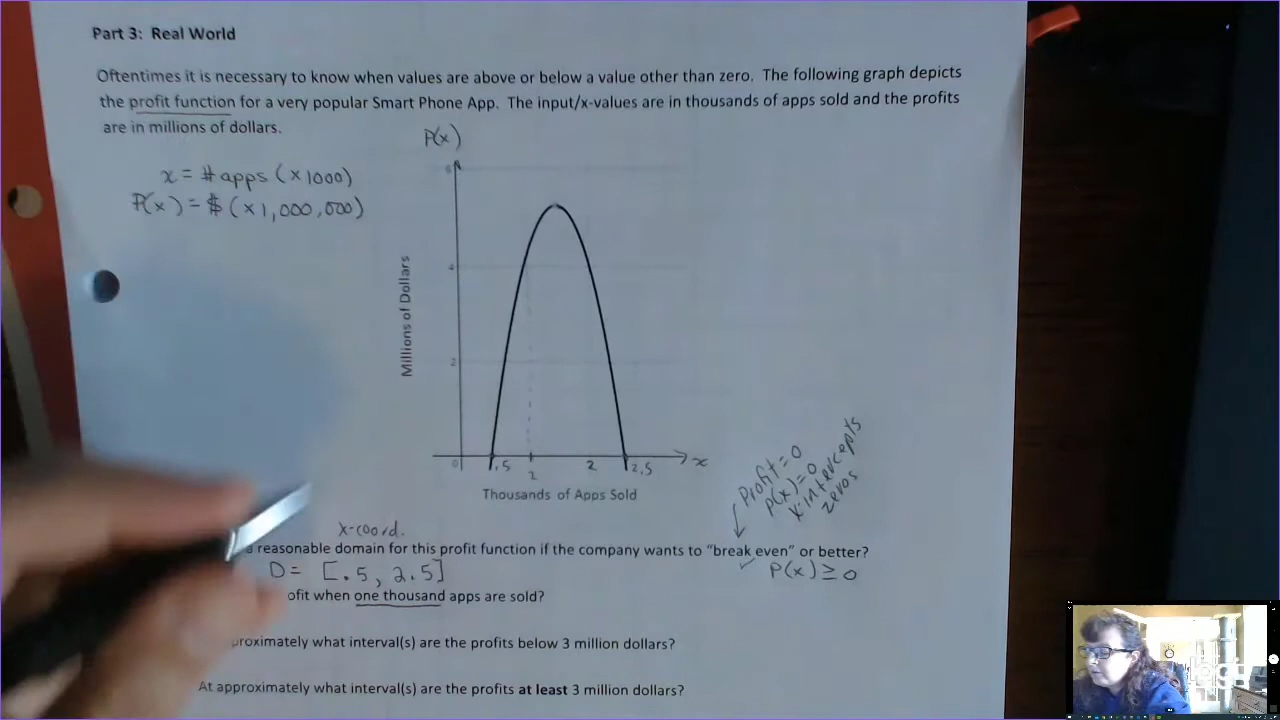 Part 3: Real World
Oftentimes it is necessary to know when values are above or below a value other than zero. The following graph depicts
the profit function for a very popular Smart Phone App. The input/x-values are in thousands of apps sold and the profits
are in millions of dollars.
P(x)
x = # apps (×1000)
P(x) = $ (×1,000,000)
Millions of Dollars
4
2
0
.5
1
2
2.5
x
Thousands of Apps Sold
Profit = 0
P(x) = 0
x-intercepts
zeros
x-coord.
reasonable domain for this profit function if the company wants to “break even” or better?
D = [.5, 2.5]
P(x) ≥ 0
when one thousand apps are sold?
what interval(s) are the profits below 3 million dollars?
At approximately what interval(s) are the profits at least 3 million dollars?